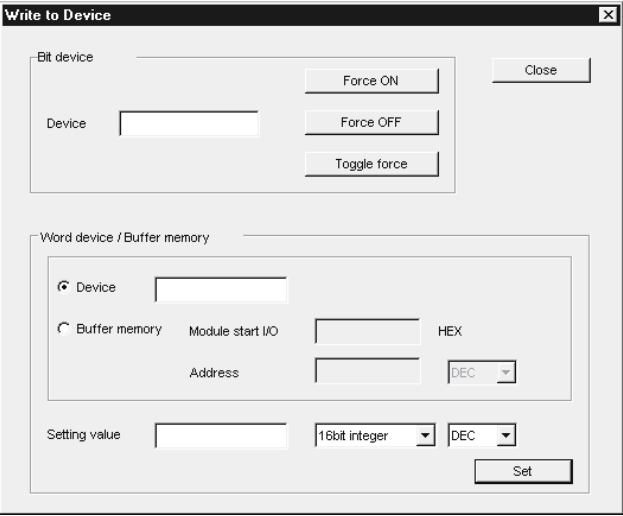 Write to Device
Bit device
Force ON
Close
Device
Force OFF
Toggle force
Word device / Buffer memory
Device
Buffer memory
Module start I/O
HEX
Address
DEC
Setting value
16bit integer
DEC
Set